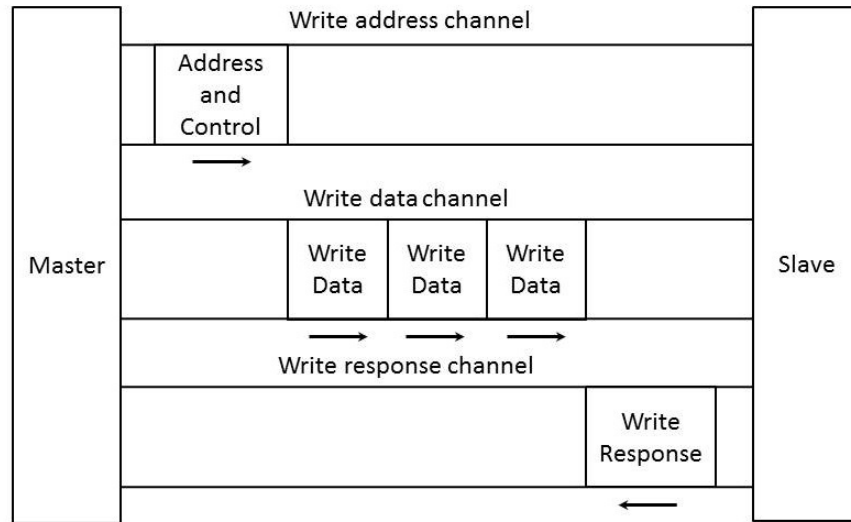 Write address channel
Address
and
Control
Write data channel
Master
Write
Data
Write
Data
Write
Data
Slave
Write response channel
Write
Response